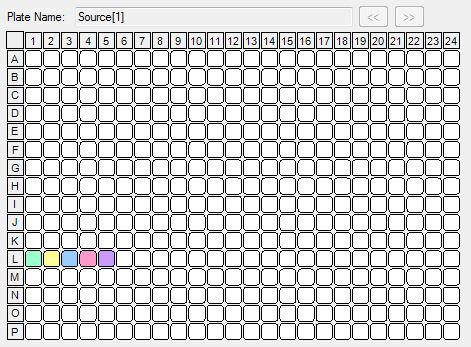 Plate Name: Source[1] << >>
1 2 3 4 5 6 7 8 9 10 11 12 13 14 15 16 17 18 19 20 21 22 23 24
A
B
C
D
E
F
G
H
I
J
K
L
M
N
O
P